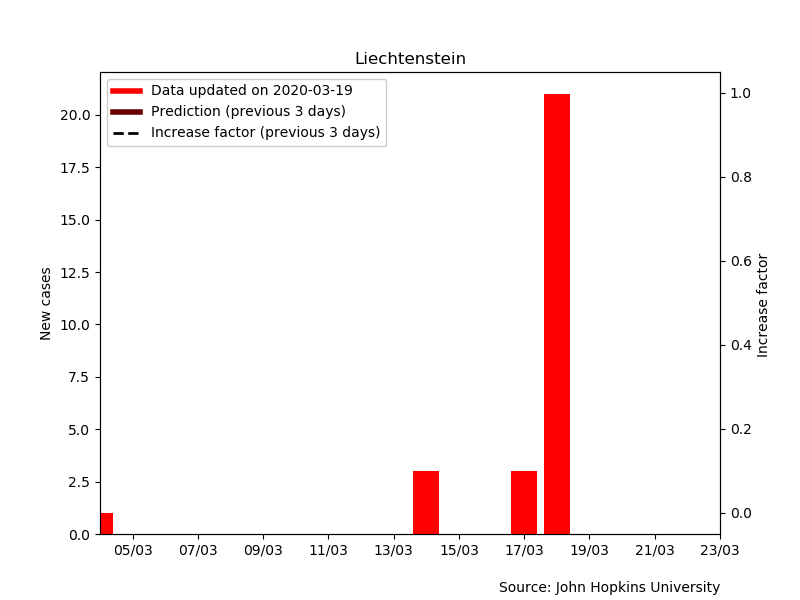 Liechtenstein
Data updated on 2020-03-19
Prediction (previous 3 days)
Increase factor (previous 3 days)
20.0
17.5
15.0
12.5
10.0
7.5
5.0
2.5
0.0
New cases
1.0
0.8
0.6
0.4
0.2
0.0
Increase factor
05/03 07/03 09/03 11/03 13/03 15/03 17/03 19/03 21/03 23/03
Source: John Hopkins University